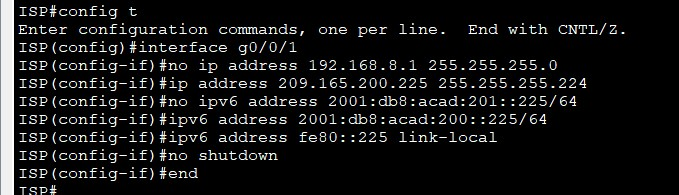 ISP#config t
Enter configuration commands, one per line.  End with CNTL/Z.
ISP(config)#interface g0/0/1
ISP(config-if)#no ip address 192.168.8.1 255.255.255.0
ISP(config-if)#ip address 209.165.200.225 255.255.255.224
ISP(config-if)#no ipv6 address 2001:db8:acad:201::225/64
ISP(config-if)#ipv6 address 2001:db8:acad:200::225/64
ISP(config-if)#ipv6 address fe80::225 link-local
ISP(config-if)#no shutdown
ISP(config-if)#end
ISP#